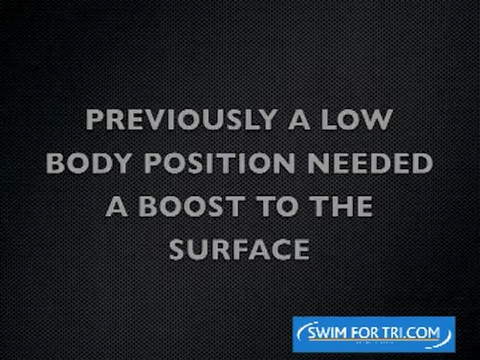 PREVIOUSLY A LOW
BODY POSITION NEEDED
A BOOST TO THE
SURFACE
SWIM FOR TRI.COM